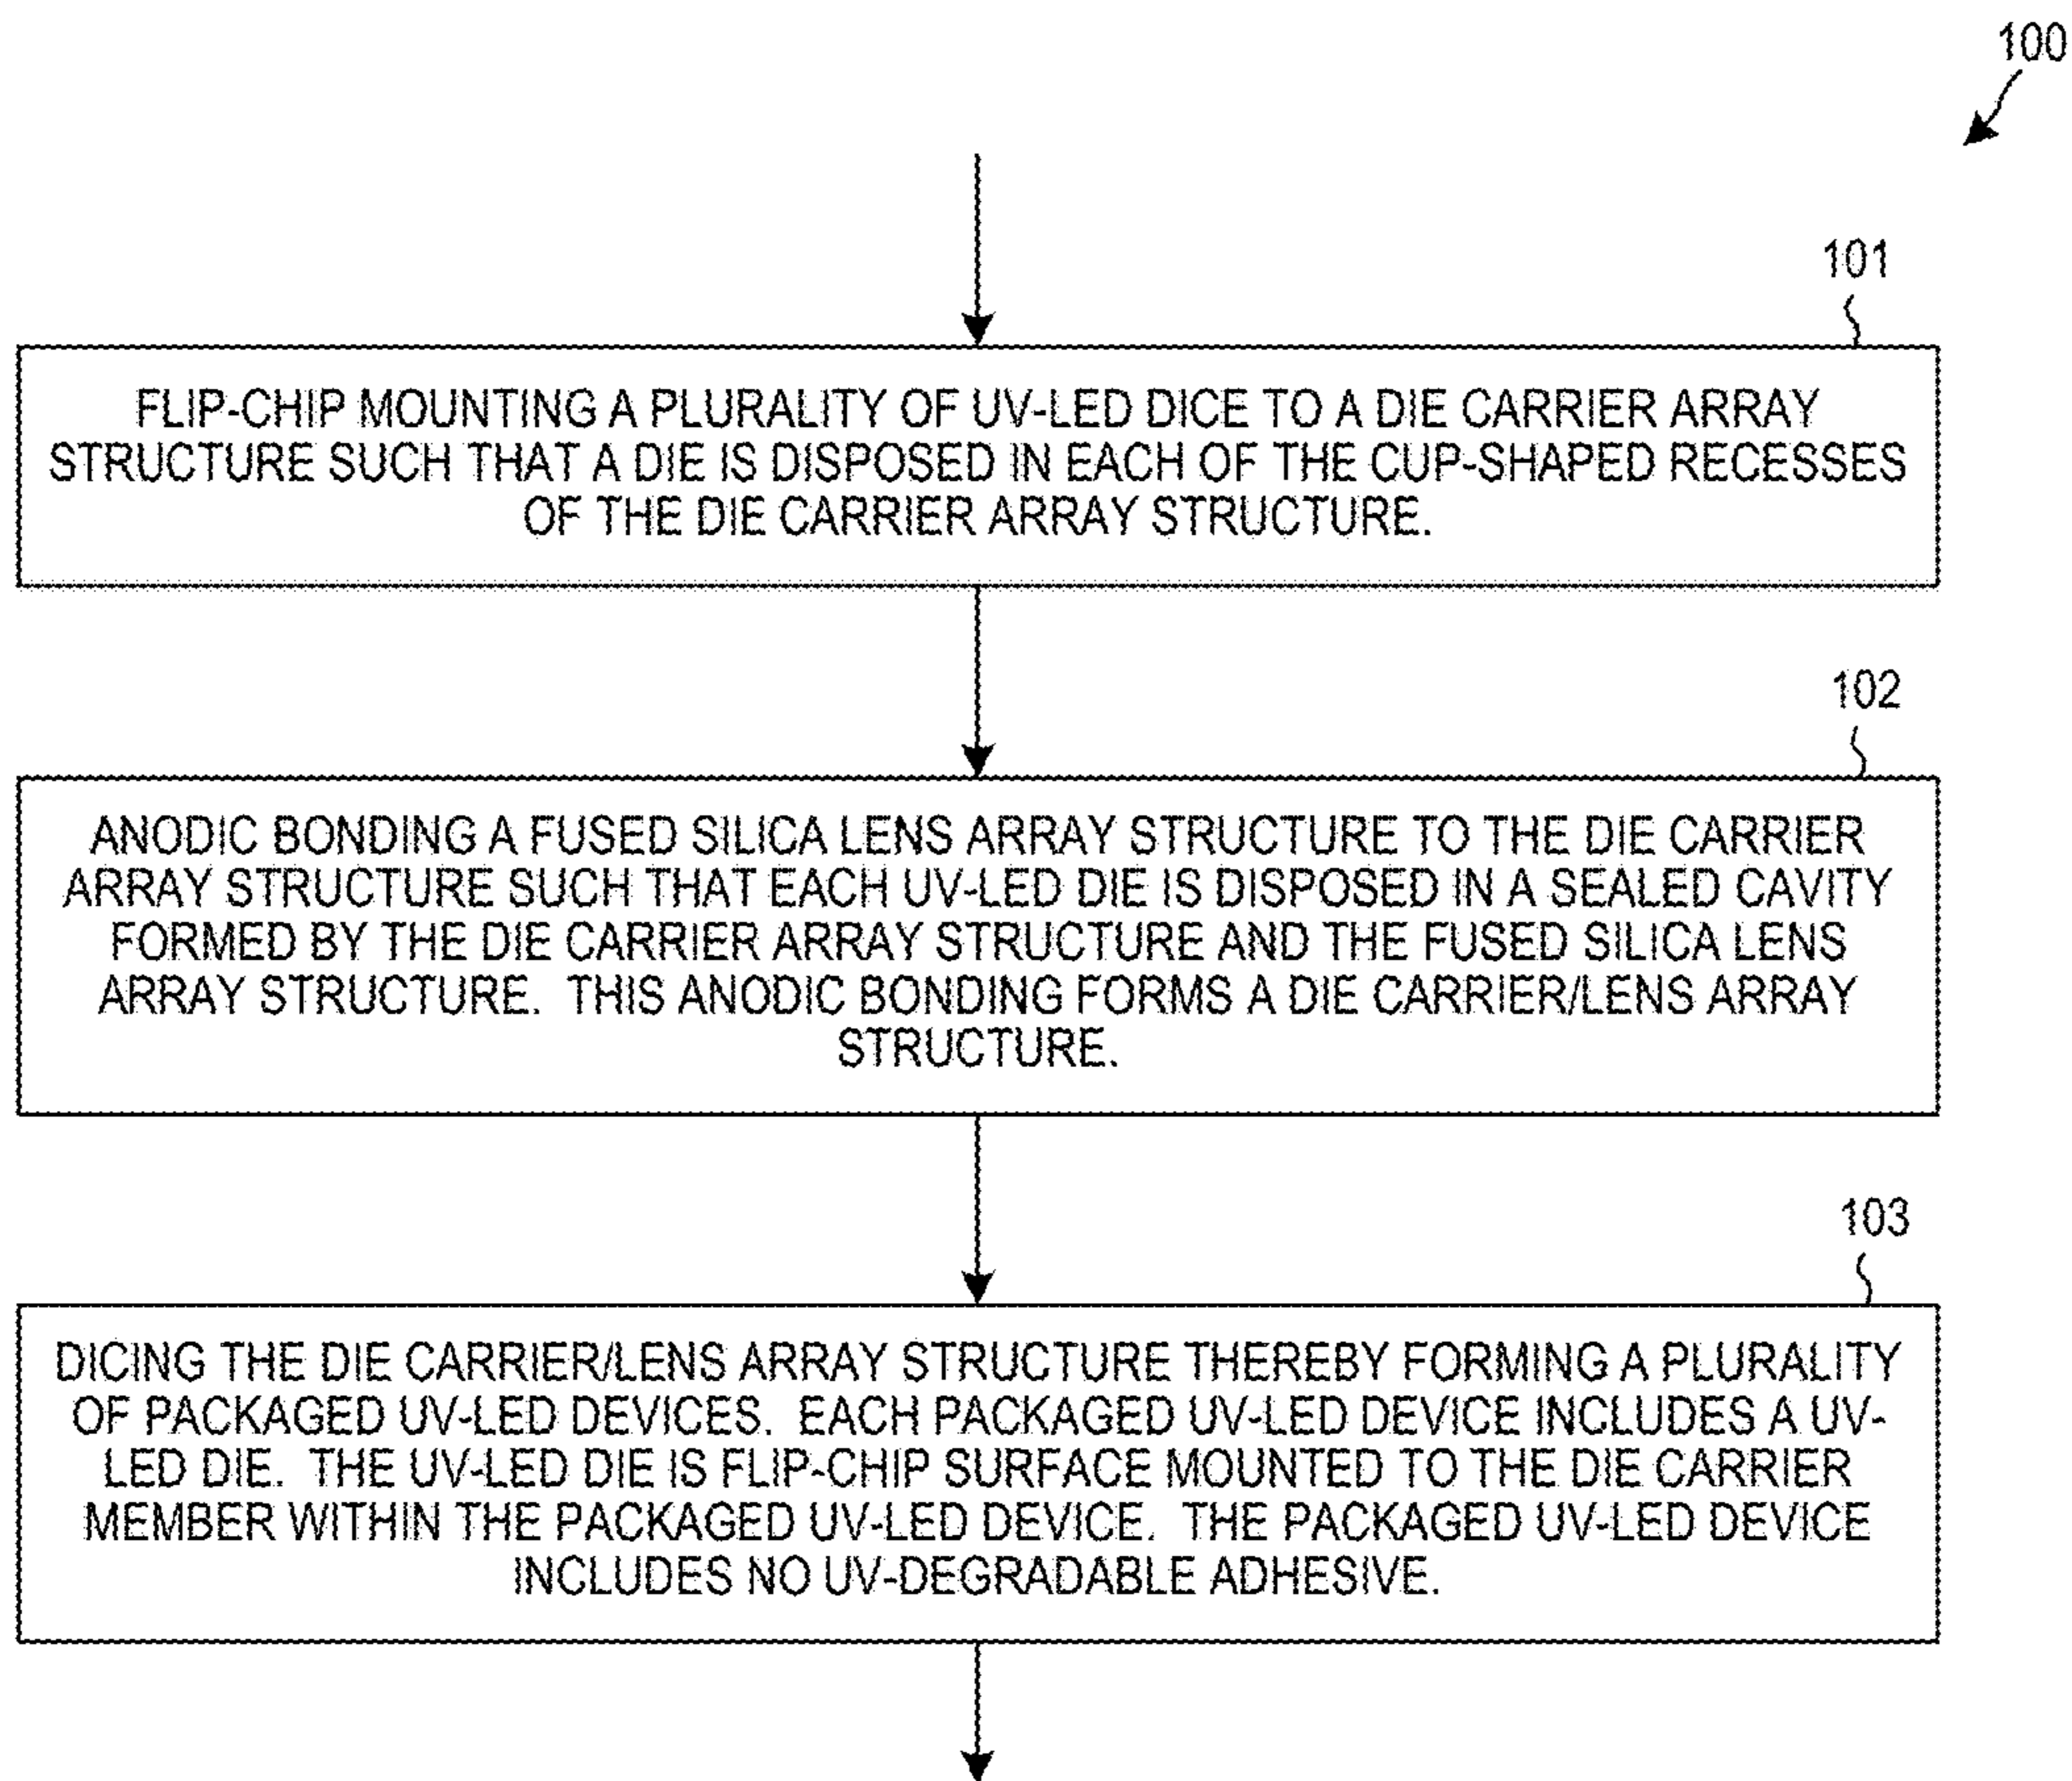 100
101
FLIP-CHIP MOUNTING A PLURALITY OF UV-LED DICE TO A DIE CARRIER ARRAY
STRUCTURE SUCH THAT A DIE IS DISPOSED IN EACH OF THE CUP-SHAPED RECESSES
OF THE DIE CARRIER ARRAY STRUCTURE.
102
ANODIC BONDING A FUSED SILICA LENS ARRAY STRUCTURE TO THE DIE CARRIER
ARRAY STRUCTURE SUCH THAT EACH UV-LED DIE IS DISPOSED IN A SEALED CAVITY
FORMED BY THE DIE CARRIER ARRAY STRUCTURE AND THE FUSED SILICA LENS
ARRAY STRUCTURE. THIS ANODIC BONDING FORMS A DIE CARRIER/LENS ARRAY
STRUCTURE.
103
DICING THE DIE CARRIER/LENS ARRAY STRUCTURE THEREBY FORMING A PLURALITY
OF PACKAGED UV-LED DEVICES. EACH PACKAGED UV-LED DEVICE INCLUDES A UV-
LED DIE. THE UV-LED DIE IS FLIP-CHIP SURFACE MOUNTED TO THE DIE CARRIER
MEMBER WITHIN THE PACKAGED UV-LED DEVICE. THE PACKAGED UV-LED DEVICE
INCLUDES NO UV-DEGRADABLE ADHESIVE.